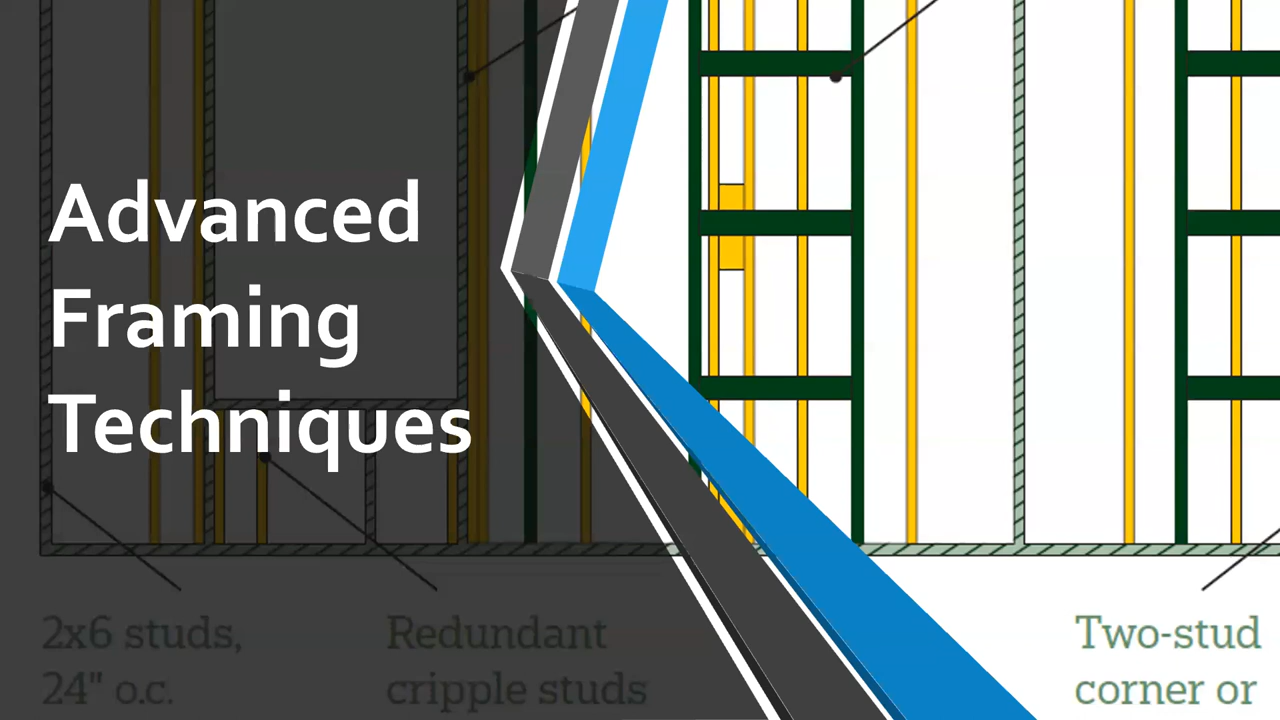 Advanced
Framing
Techniques
2x6 studs,
24" o.c.
Redundant
cripple studs
Two-stud
corner or